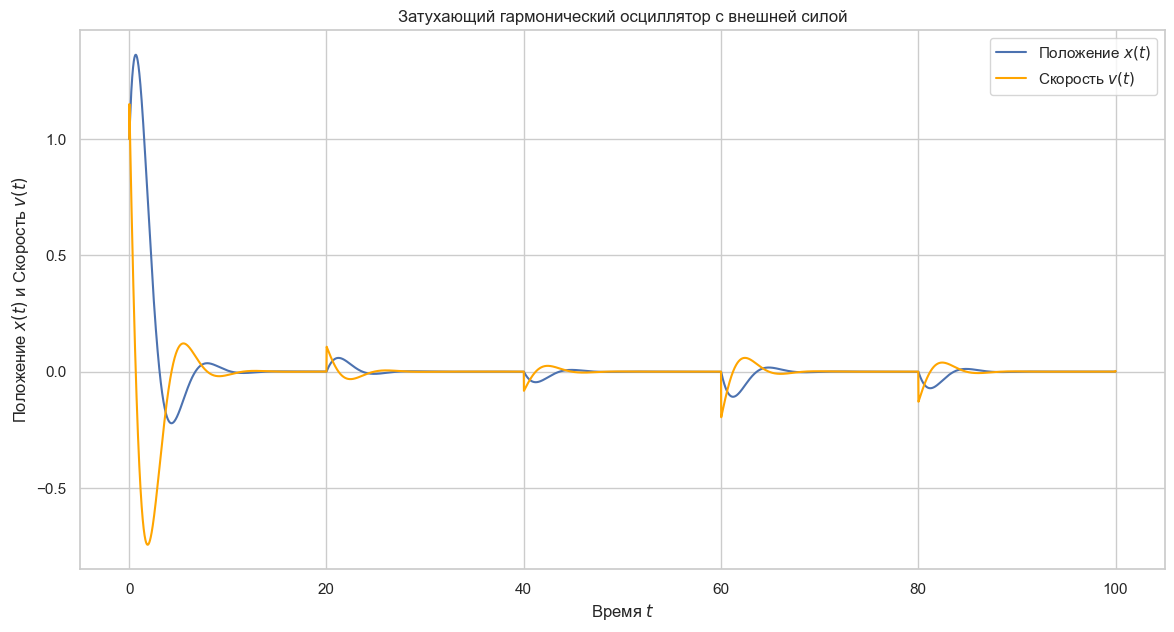 Затухающий гармонический осциллятор с внешней силой
Положение x(t)
Скорость v(t)
Положение x(t) и Скорость v(t)
1.0
0.5
0.0
−0.5
0 20 40 60 80 100
Время t